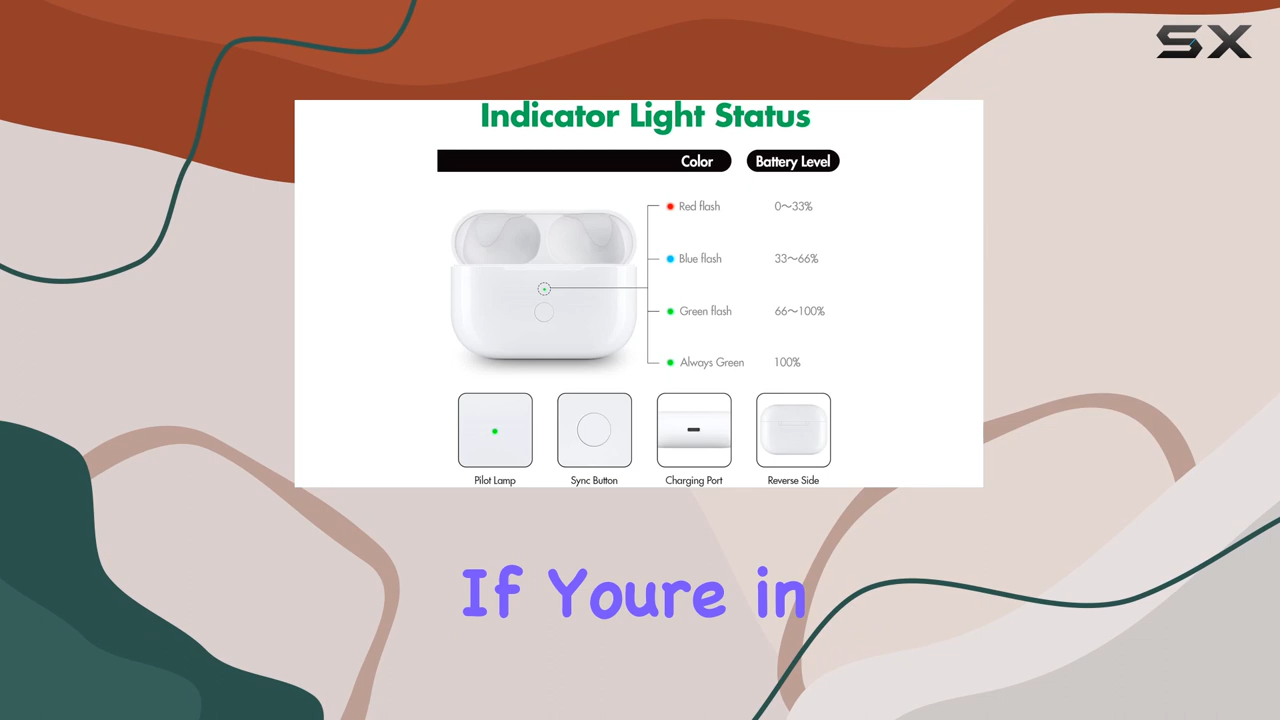 SX
Indicator Light Status
Color Battery Level
Red flash 0~33%
Blue flash 33~66%
Green flash 66~100%
Always Green 100%
Pilot Lamp Sync Button Charging Port Reverse Side
If Youre in